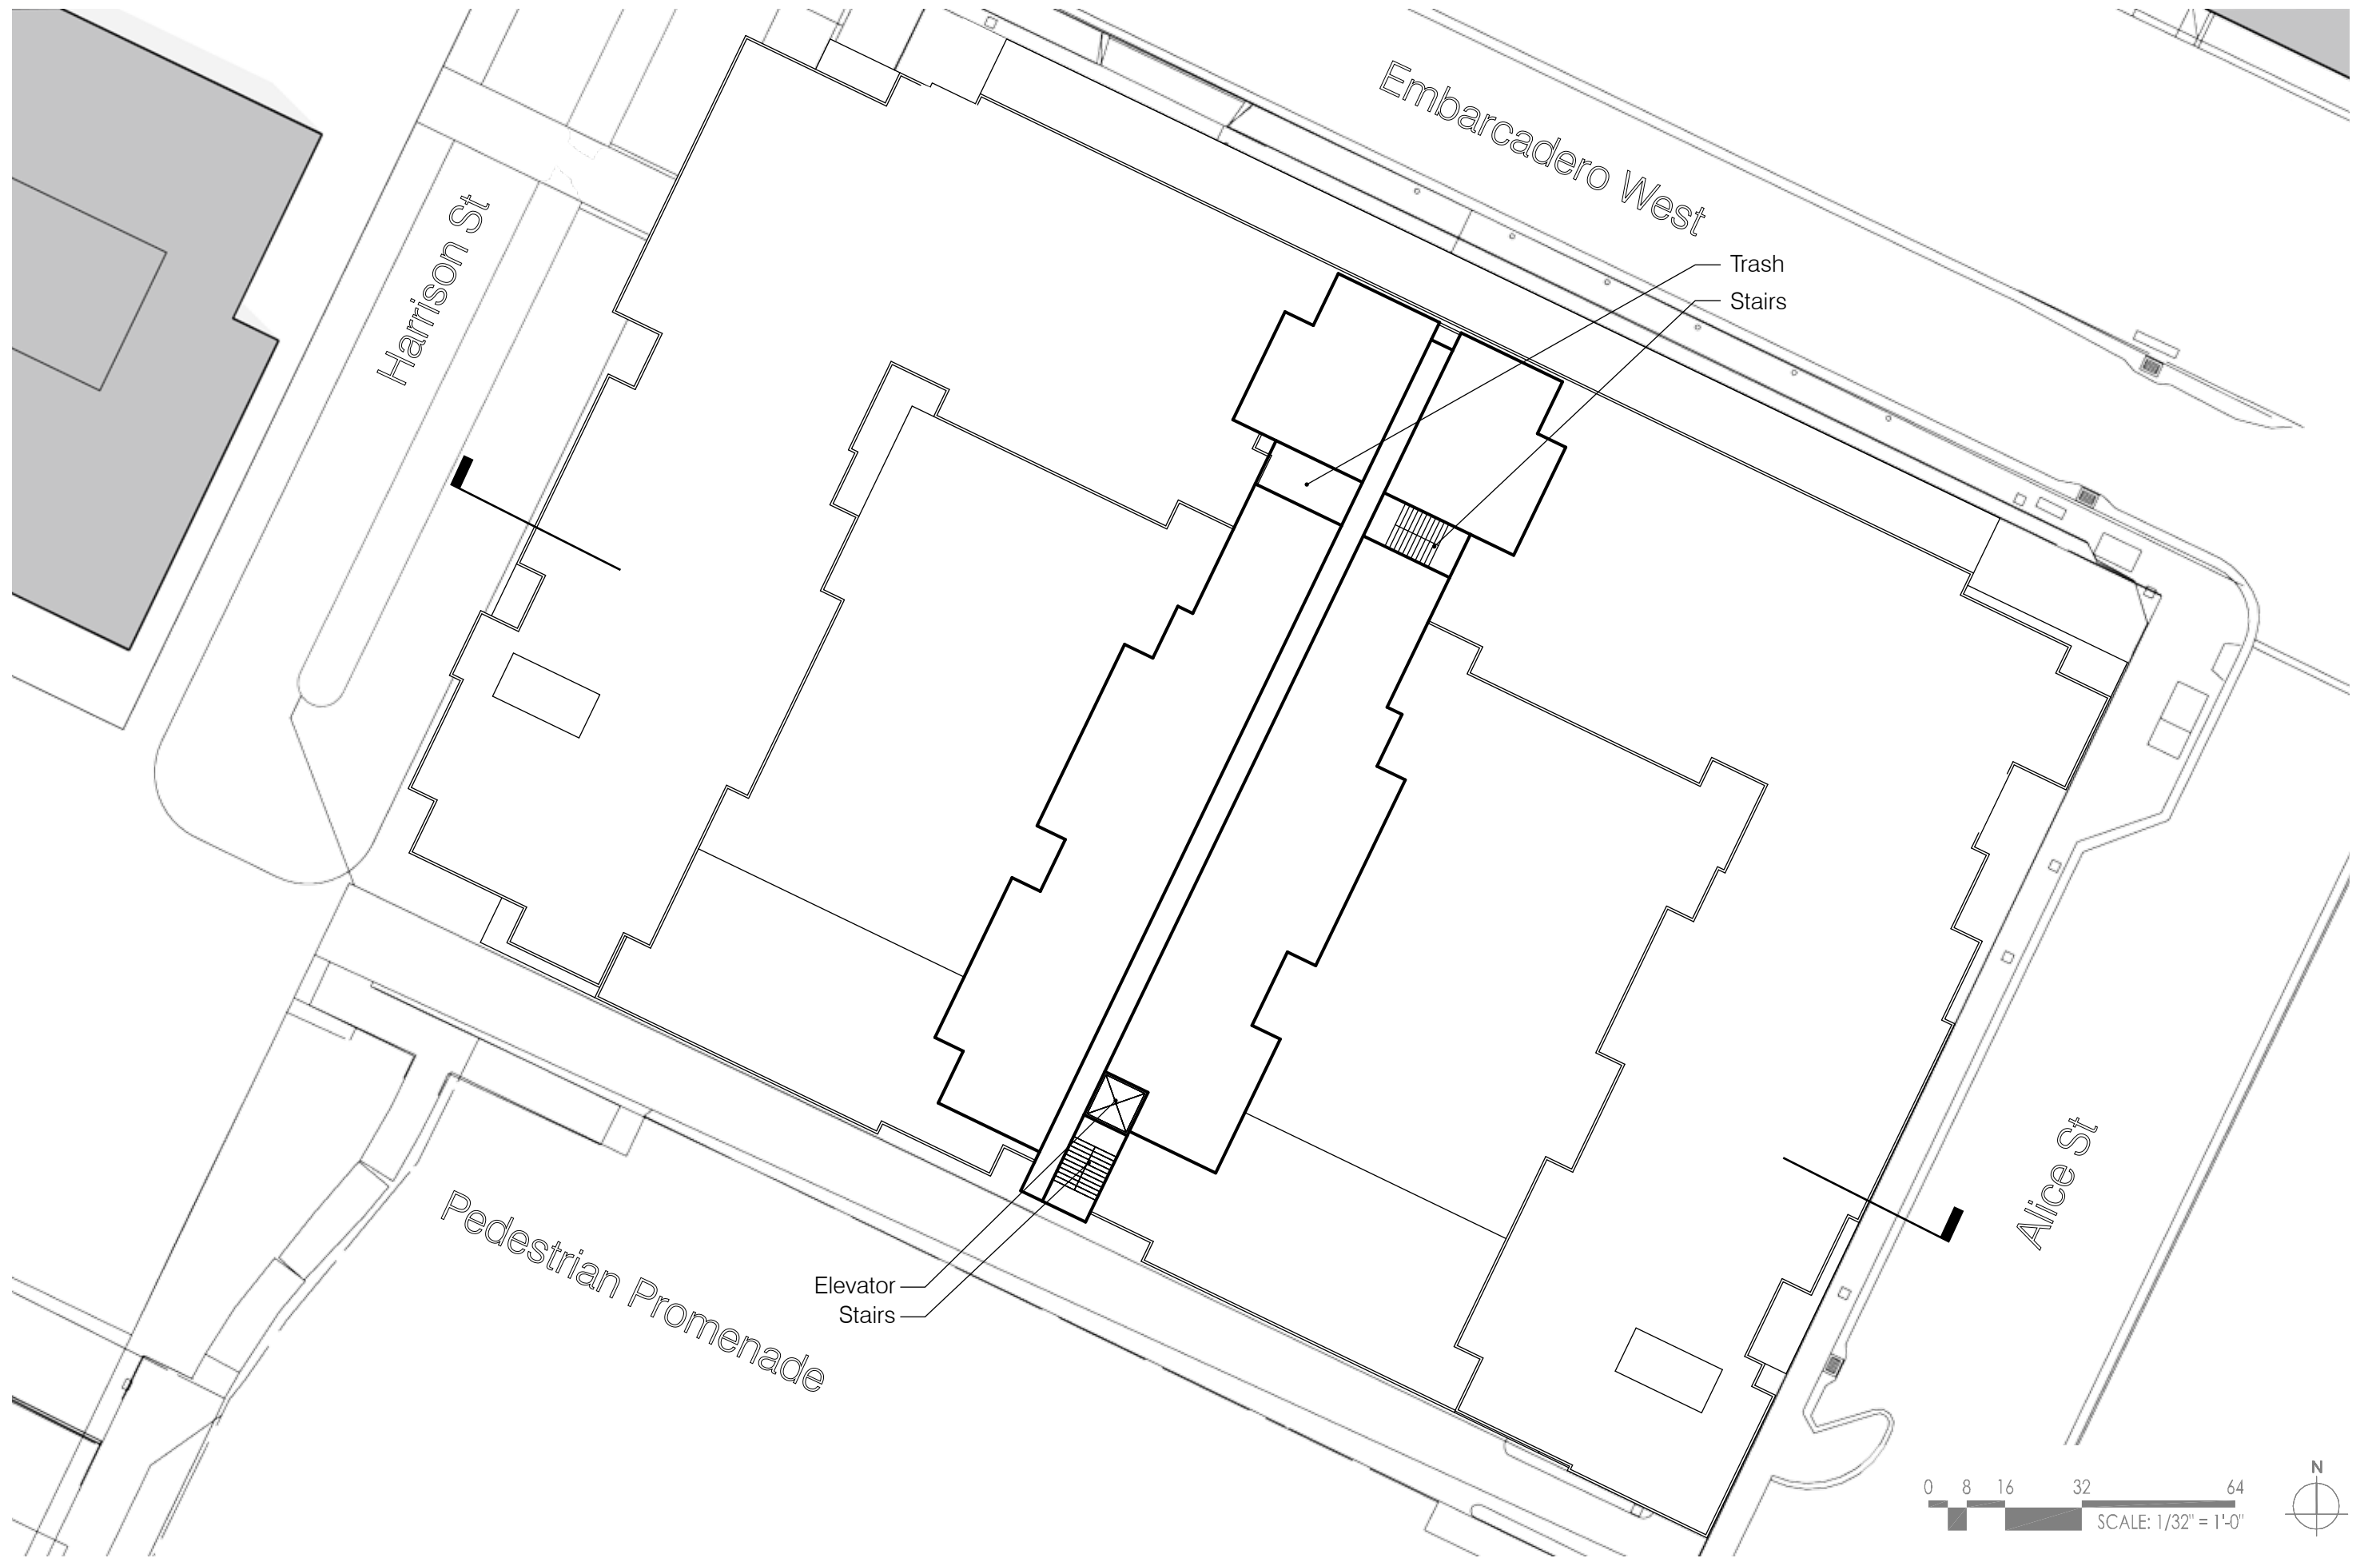 Embarcadero West
Harrison St
Trash
Stairs
Alice St
Pedestrian Promenade
Elevator
Stairs
0 8 16 32 64
SCALE: 1/32" = 1'-0"
N